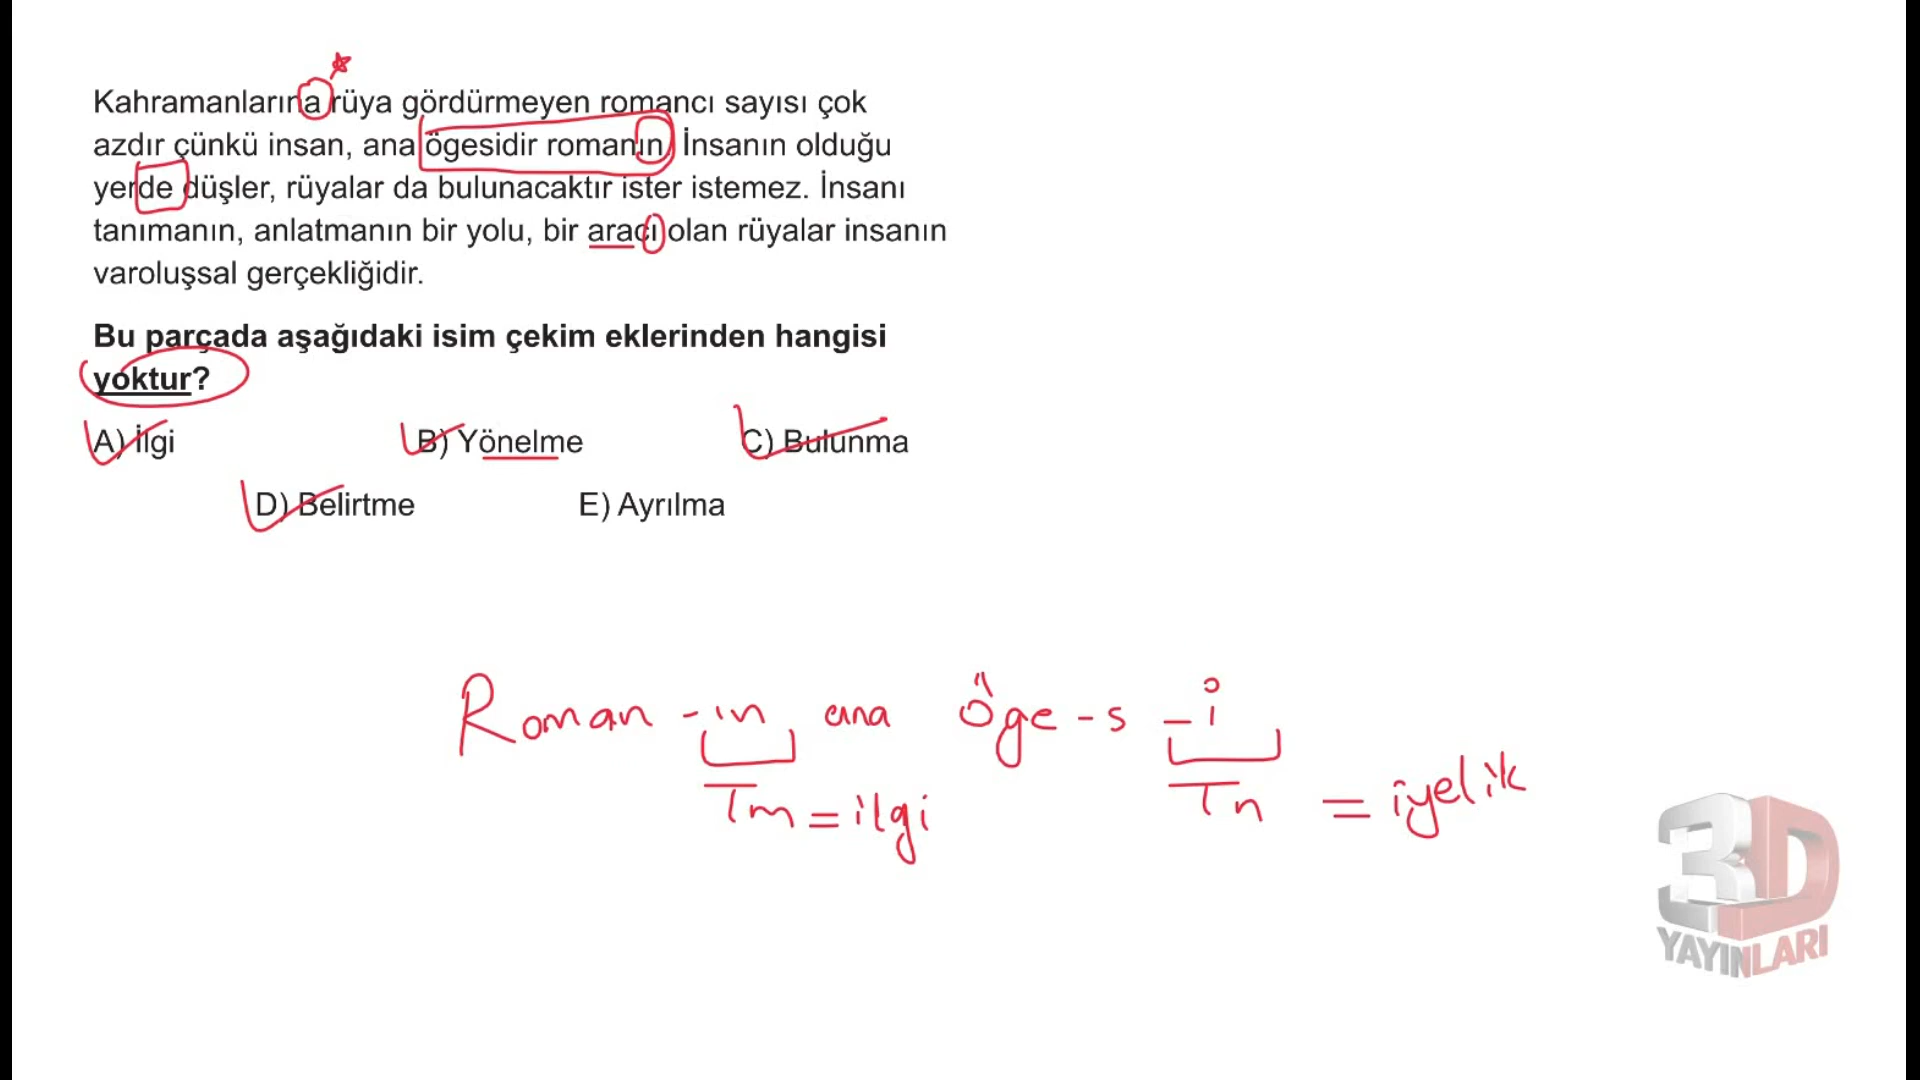 Kahramanlarına rüya gördürmeyen romancı sayısı çok
azdır çünkü insan, ana ögesidir romanın. İnsanın olduğu
yerde düşler, rüyalar da bulunacaktır ister istemez. İnsanı
tanımanın, anlatmanın bir yolu, bir aracı olan rüyalar insanın
varoluşsal gerçekliğidir.
Bu parçada aşağıdaki isim çekim eklerinden hangisi
yoktur?
A) İlgi B) Yönelme C) Bulunma
D) Belirtme E) Ayrılma
Roman -ın ana Öge -s -i
Tm = ilgi Tn = iyelik
3D
YAYINLARI